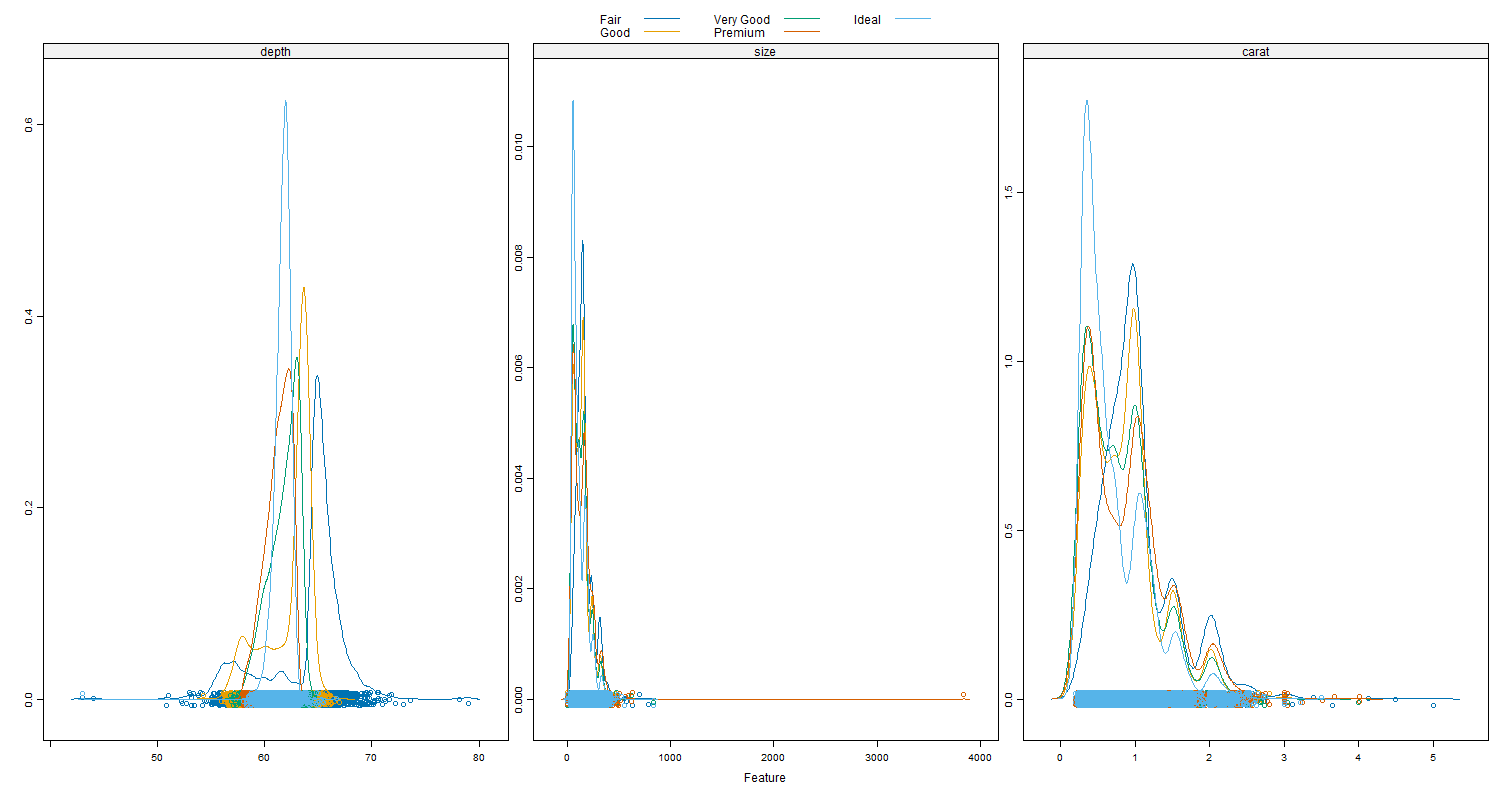 Fair Very Good Ideal
Good Premium
depth size carat
0.0 0.2 0.4 0.6
0.000 0.002 0.004 0.006 0.008 0.010
0.0 0.5 1.0 1.5
50 60 70 80
0 1000 2000 3000 4000
0 1 2 3 4 5
Feature